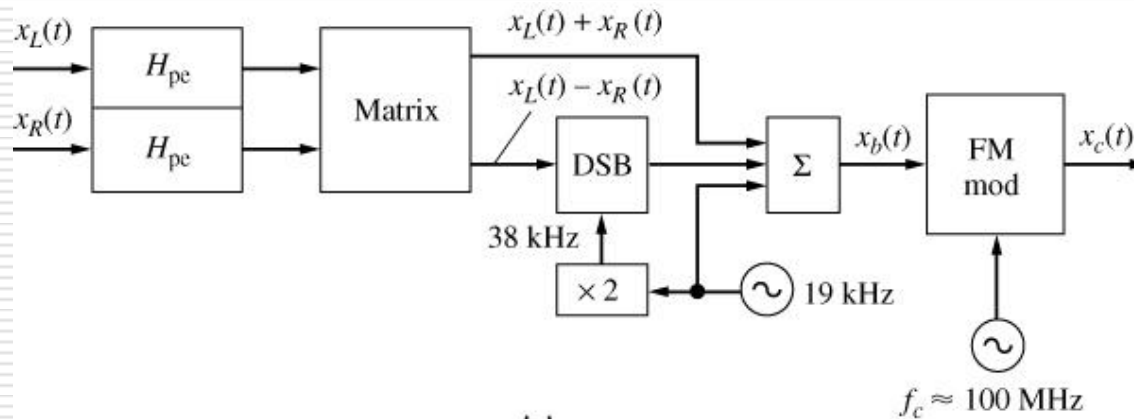 x_L(t)
x_R(t)
H_pe
H_pe
Matrix
x_L(t) + x_R(t)
x_L(t) − x_R(t)
DSB
38 kHz
× 2
19 kHz
Σ
x_b(t)
FM
mod
x_c(t)
f_c ≈ 100 MHz